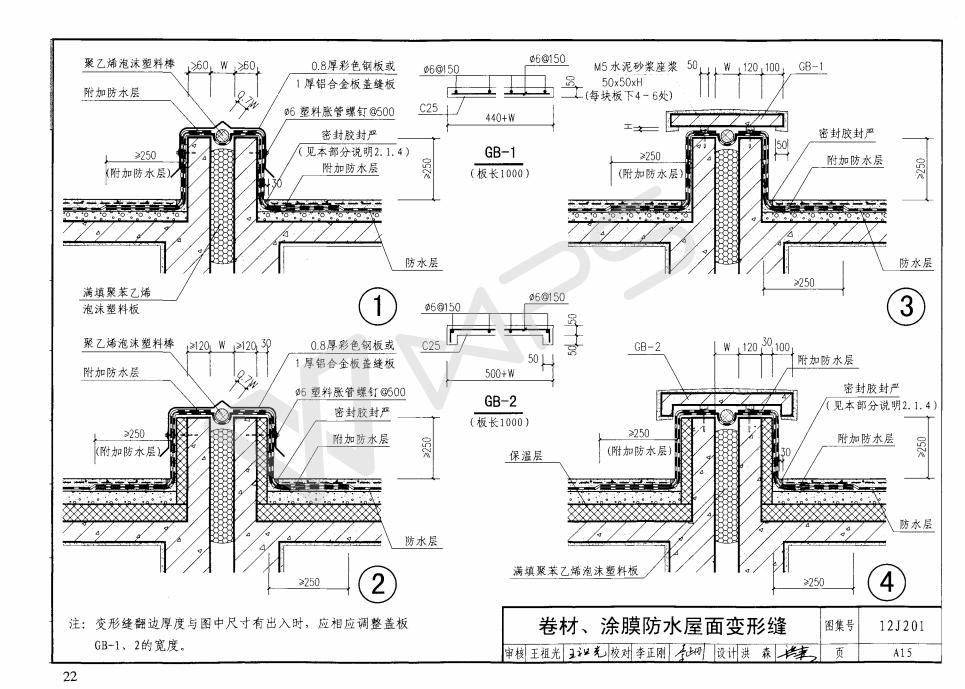 聚乙烯泡沫塑料棒
附加防水层
≥60 W ≥60
0.7W
0.8厚彩色钢板或
1厚铝合金板盖缝板
ø6塑料胀管螺钉@500
密封胶封严
(见本部分说明2.1.4)
附加防水层
≥250
(附加防水层)
30
≥250
防水层
满填聚苯乙烯
泡沫塑料板
1
ø6@150
ø6@150
C25
50
440+W
GB-1
(板长1000)
M5水泥砂浆座浆
50x50xH
(每块板下4-6处)
50 W 120 100
GB-1
H
50
密封胶封严
附加防水层
≥250
(附加防水层)
≥250
防水层
≥250
3
聚乙烯泡沫塑料棒
附加防水层
≥120 W ≥120 30
0.7W
0.8厚彩色钢板或
1厚铝合金板盖缝板
ø6塑料胀管螺钉@500
密封胶封严
附加防水层
≥250
(附加防水层)
≥250
防水层
≥250
2
ø6@150
ø6@150
C25
50
50
50
500+W
GB-2
(板长1000)
GB-2
W 120 30 100
附加防水层
密封胶封严
(见本部分说明2.1.4)
附加防水层
≥250
(附加防水层)
30
≥250
保温层
防水层
满填聚苯乙烯泡沫塑料板
≥250
4
注: 变形缝翻边厚度与图中尺寸有出入时, 应相应调整盖板
GB-1、2的宽度。
卷材、涂膜防水屋面变形缝 图集号 12J201
审核 王祖光 校对 李正刚 设计 洪 森 页 A15
22